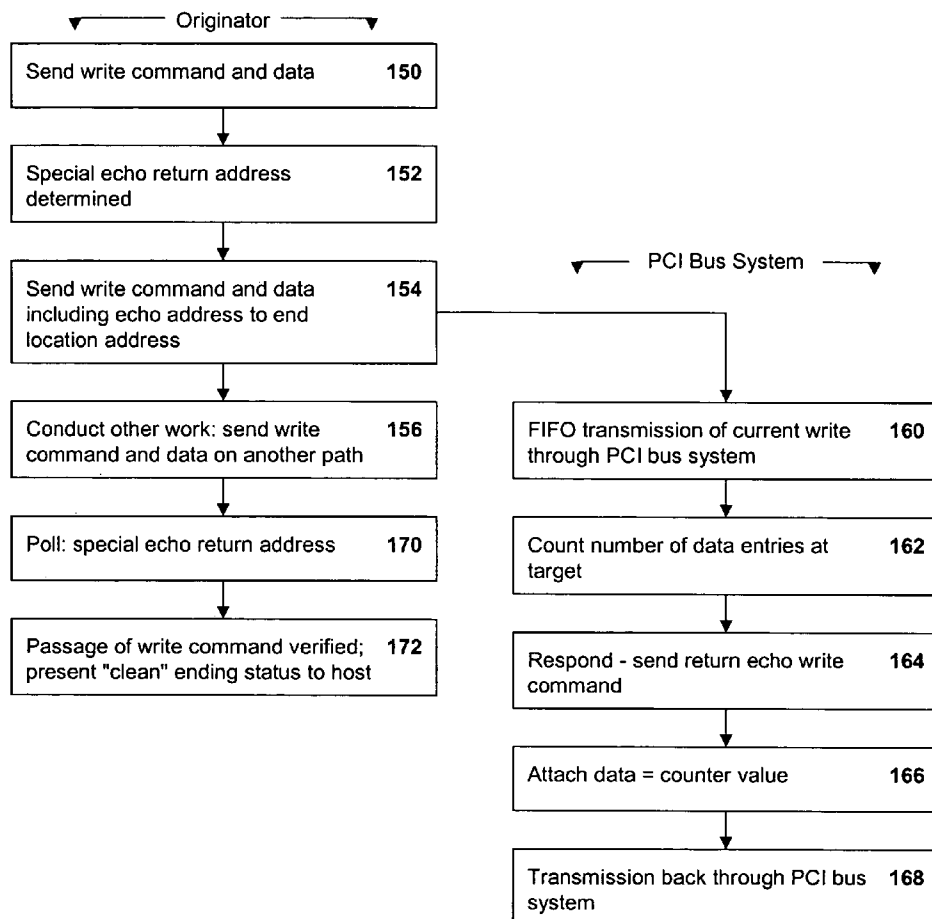 Originator
Send write command and data 150
Special echo return address 152
determined
Send write command and data 154
including echo address to end
location address
Conduct other work: send write 156
command and data on another path
Poll: special echo return address 170
Passage of write command verified; 172
present "clean" ending status to host
PCI Bus System
FIFO transmission of current write 160
through PCI bus system
Count number of data entries at 162
target
Respond - send return echo write 164
command
Attach data = counter value 166
Transmission back through PCI bus 168
system